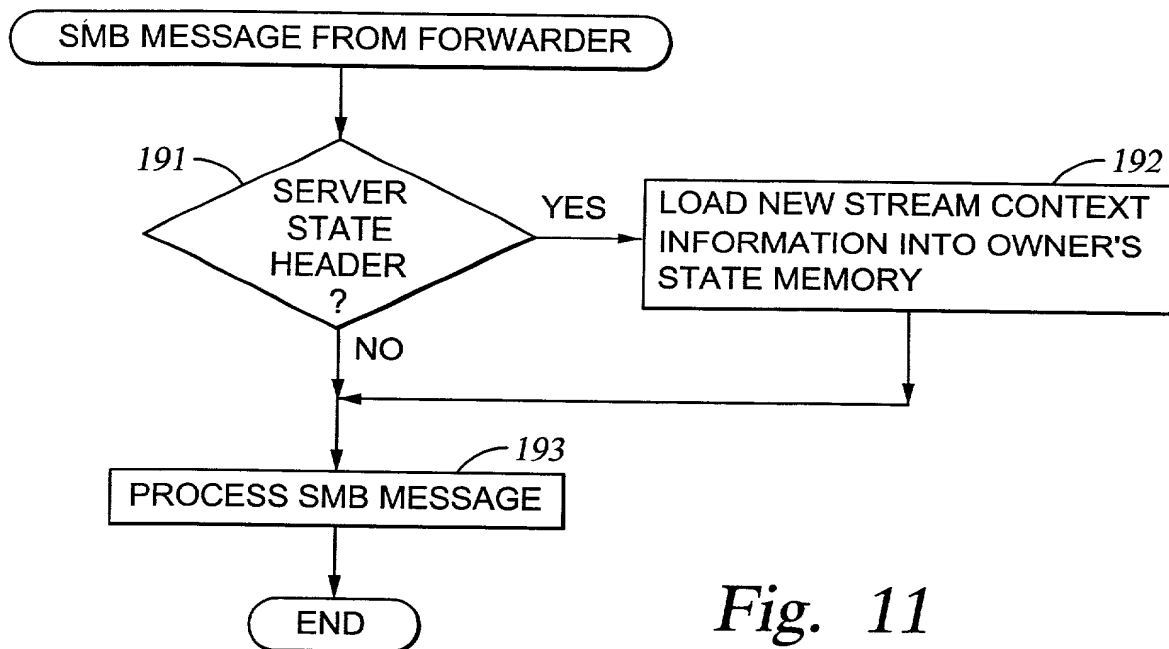 SMB MESSAGE FROM FORWARDER
191
SERVER
STATE
HEADER
?
YES
192
LOAD NEW STREAM CONTEXT
INFORMATION INTO OWNER'S
STATE MEMORY
NO
193
PROCESS SMB MESSAGE
END
Fig. 11